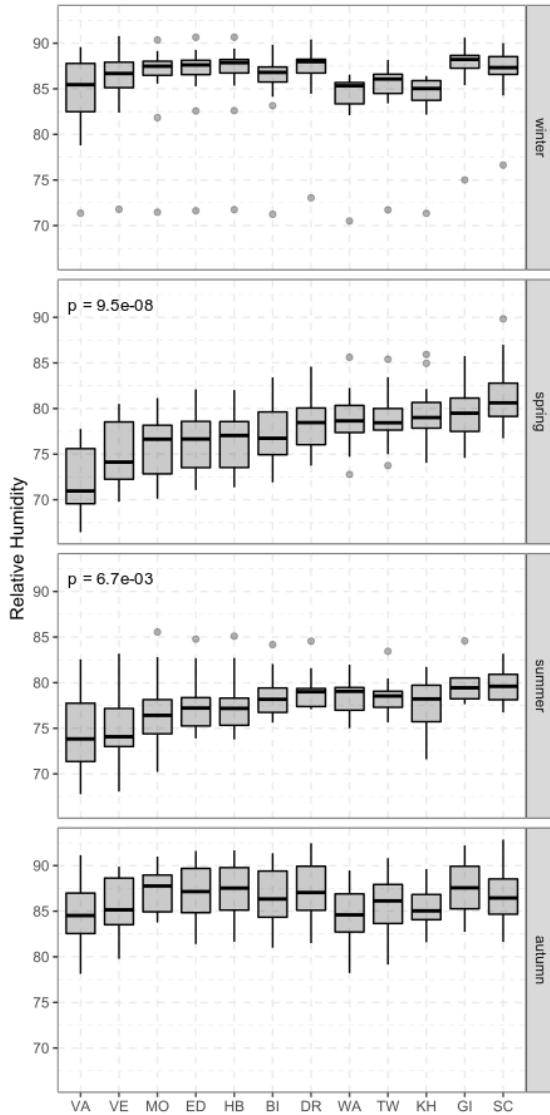 90
85
80
75
70
winter
p = 9.5e-08
90
85
80
75
70
spring
Relative Humidity
p = 6.7e-03
90
85
80
75
70
summer
90
85
80
75
70
autumn
VA VE MO ED HB BI DR WA TW KH GI SC